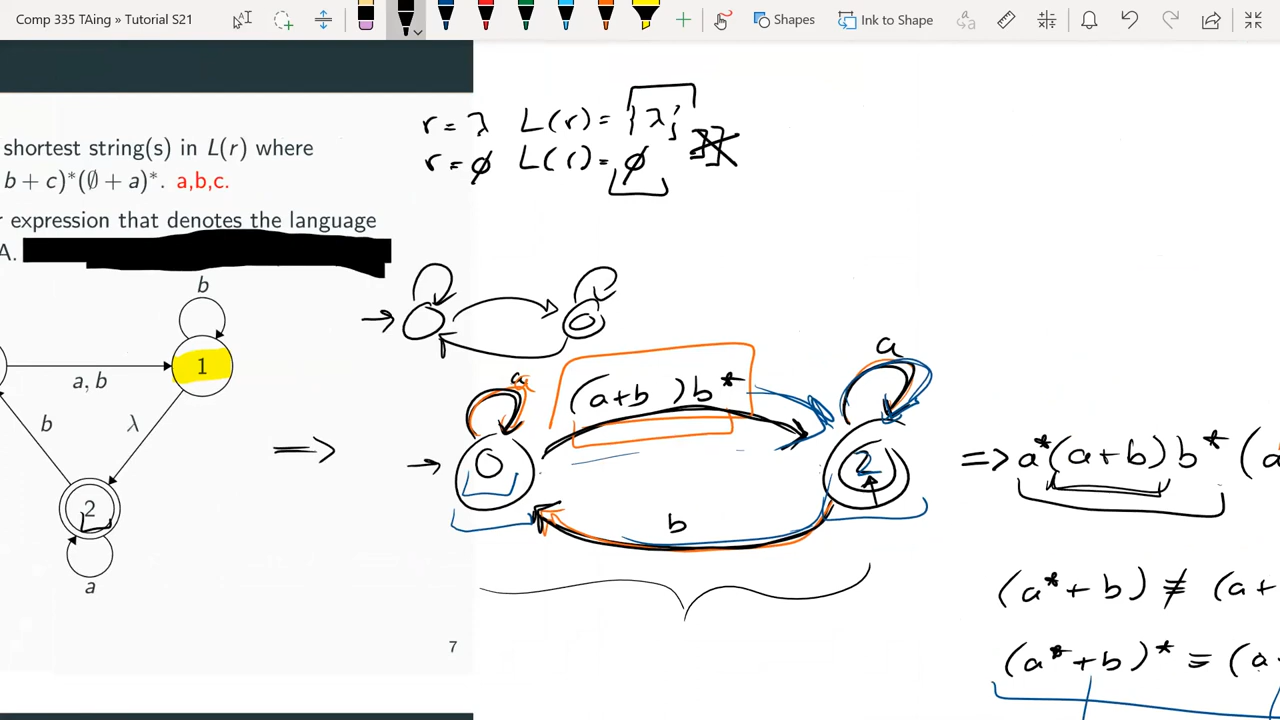 Comp 335 TAing » Tutorial S21
Shapes
Ink to Shape
r = λ L(r) = {λ}
r = ϕ L(r) = ϕ
shortest string(s) in L(r) where
b + c)*(∅ + a)*. a,b,c.
r expression that denotes the language
A.
b
1
a, b
b
λ
2
a
7
=>
a
(a+b )b*
a
0
2
b
=> a*(a+b)b*(a
(a*+b) ≠ (a+
(a*+b)* = (a